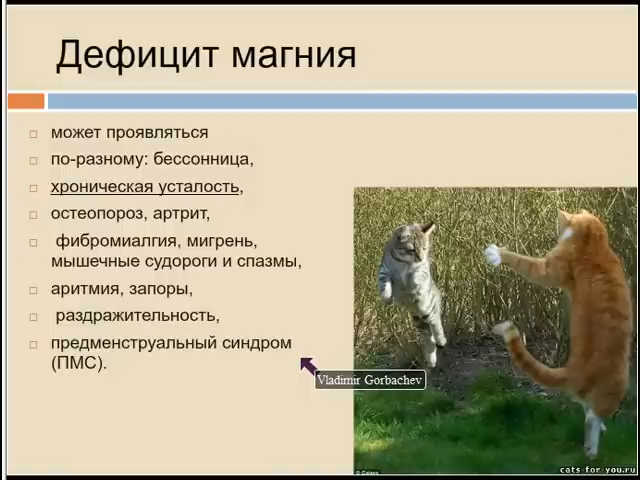 Дефицит магния
может проявляться
по-разному: бессонница,
хроническая усталость,
остеопороз, артрит,
фибромиалгия, мигрень,
мышечные судороги и спазмы,
аритмия, запоры,
раздражительность,
предменструальный синдром
(ПМС).
Vladimir Gorbachev
cats-for-you.ru